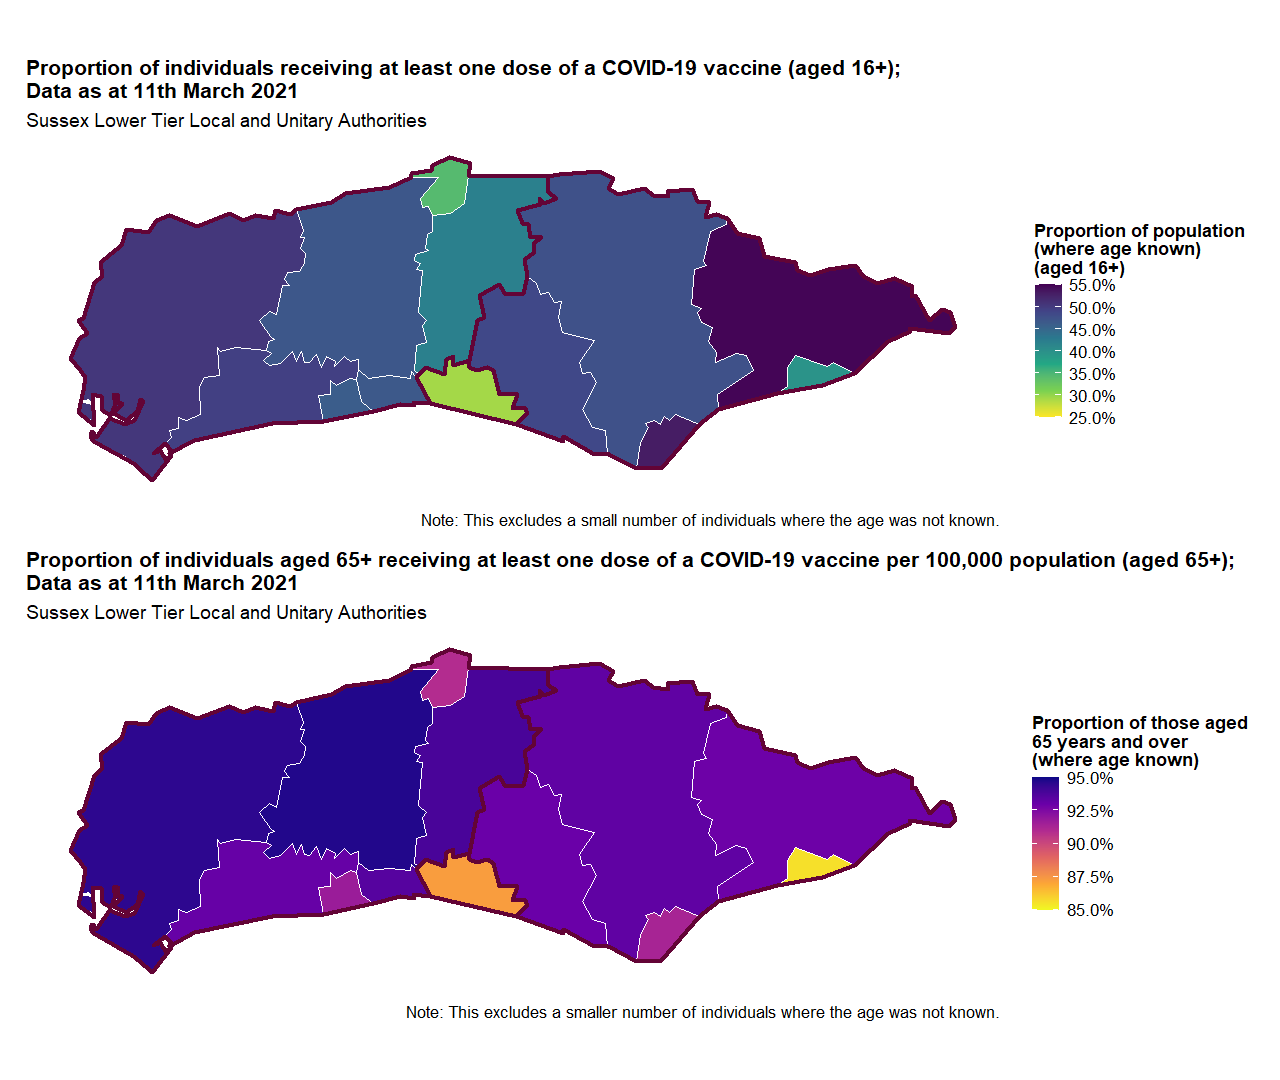 Proportion of individuals receiving at least one dose of a COVID-19 vaccine (aged 16+);
Data as at 11th March 2021
Sussex Lower Tier Local and Unitary Authorities
Proportion of population
(where age known)
(aged 16+)
55.0%
50.0%
45.0%
40.0%
35.0%
30.0%
25.0%
Note: This excludes a small number of individuals where the age was not known.
Proportion of individuals aged 65+ receiving at least one dose of a COVID-19 vaccine per 100,000 population (aged 65+);
Data as at 11th March 2021
Sussex Lower Tier Local and Unitary Authorities
Proportion of those aged
65 years and over
(where age known)
95.0%
92.5%
90.0%
87.5%
85.0%
Note: This excludes a smaller number of individuals where the age was not known.